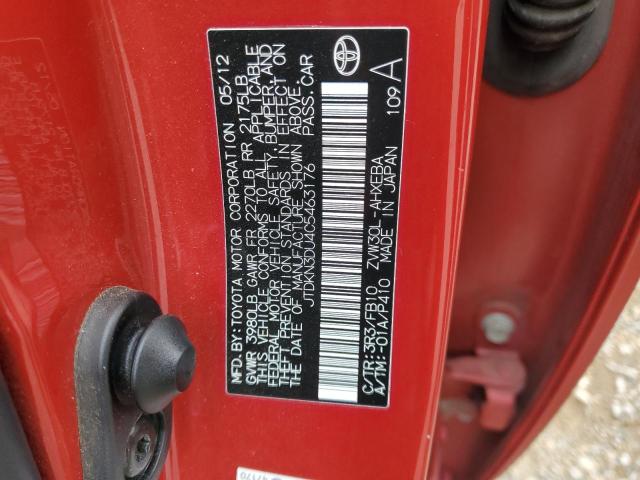 MFD.BY:TOYOTA MOTOR CORPORATION 05/12
GVWR 3980LB GAWR FR 2270LB RR 2175LB
THIS VEHICLE CONFORMS TO ALL APPLICABLE
FEDERAL MOTOR VEHICLE SAFETY, BUMPER, AND
THEFT PREVENTION STANDARDS IN EFFECT ON
THE DATE OF MANUFACTURE SHOWN ABOVE.
JTDKN3DU4C5463176 PASS.CAR
C/TR:3R3/FB10 ZVW30L-AHXEBA
A/TM:-01A/P410 MADE IN JAPAN 109 A